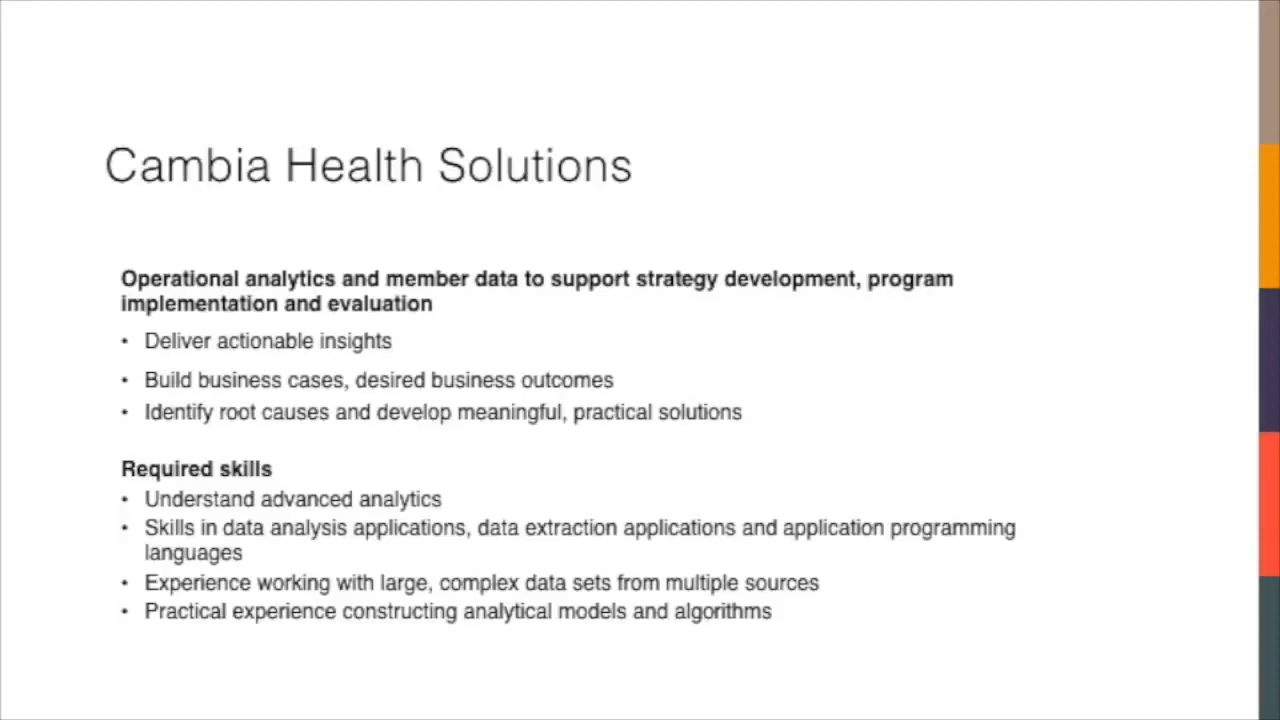 Cambia Health Solutions
Operational analytics and member data to support strategy development, program
implementation and evaluation
• Deliver actionable insights
• Build business cases, desired business outcomes
• Identify root causes and develop meaningful, practical solutions
Required skills
• Understand advanced analytics
• Skills in data analysis applications, data extraction applications and application programming
languages
• Experience working with large, complex data sets from multiple sources
• Practical experience constructing analytical models and algorithms